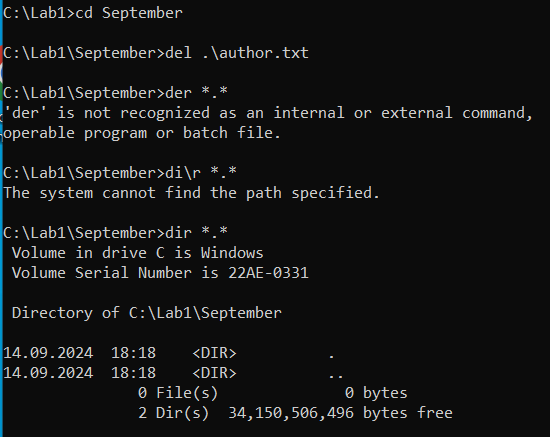 C:\Lab1>cd September
C:\Lab1\September>del .\author.txt
C:\Lab1\September>der *.*
'der' is not recognized as an internal or external command,
operable program or batch file.
C:\Lab1\September>di\r *.*
The system cannot find the path specified.
C:\Lab1\September>dir *.*
 Volume in drive C is Windows
 Volume Serial Number is 22AE-0331
 Directory of C:\Lab1\September
14.09.2024  18:18    <DIR>          .
14.09.2024  18:18    <DIR>          ..
               0 File(s)              0 bytes
               2 Dir(s)  34,150,506,496 bytes free